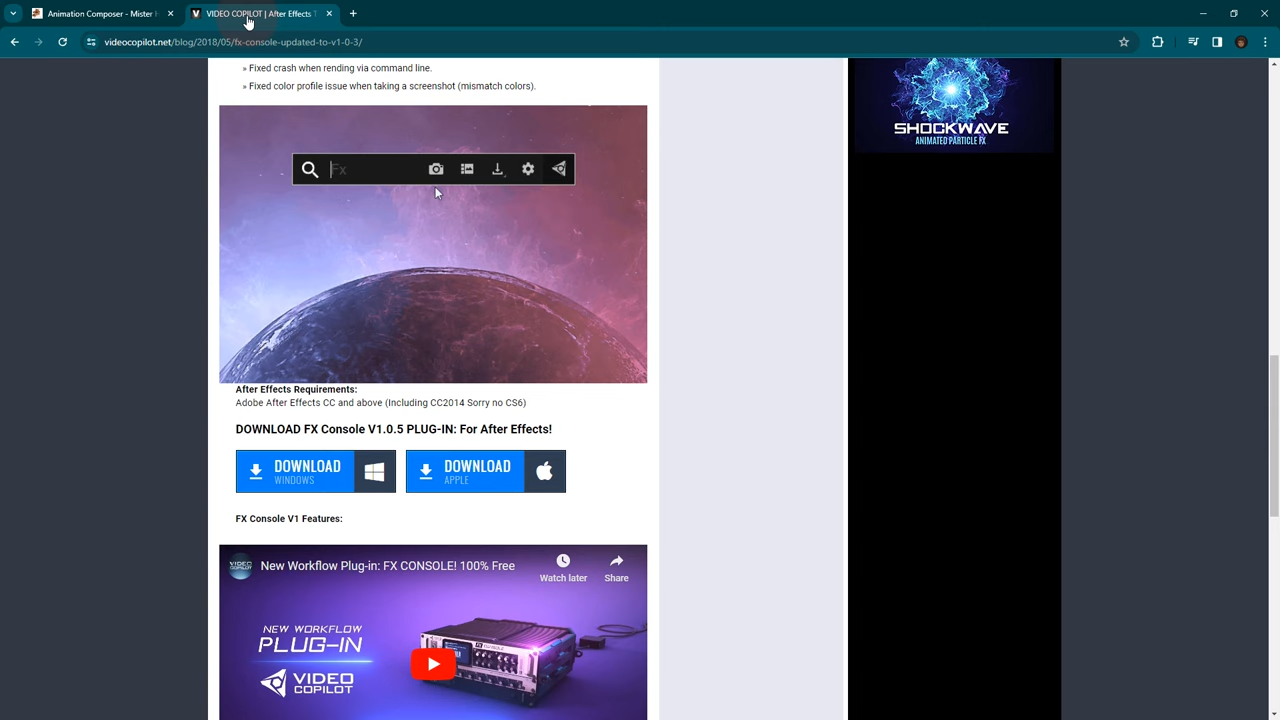 Animation Composer - Mister H
VIDEO COPILOT | After Effects T
videocopilot.net/blog/2018/05/fx-console-updated-to-v1-0-3/
» Fixed crash when rending via command line.
» Fixed color profile issue when taking a screenshot (mismatch colors).
SHOCKWAVE
ANIMATED PARTICLE FX
Fx
After Effects Requirements:
Adobe After Effects CC and above (Including CC2014 Sorry no CS6)
DOWNLOAD FX Console V1.0.5 PLUG-IN: For After Effects!
DOWNLOAD
WINDOWS
DOWNLOAD
APPLE
FX Console V1 Features:
VIDEO
COPILOT
New Workflow Plug-in: FX CONSOLE! 100% Free
Watch later
Share
NEW WORKFLOW
PLUG-IN
VIDEO
COPILOT